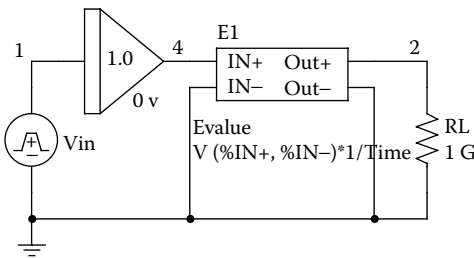 E1
1
1.0
4
IN+ Out+
2
IN− Out−
0 v
Vin
Evalue
V (%IN+, %IN−)*1/Time
RL
1 G